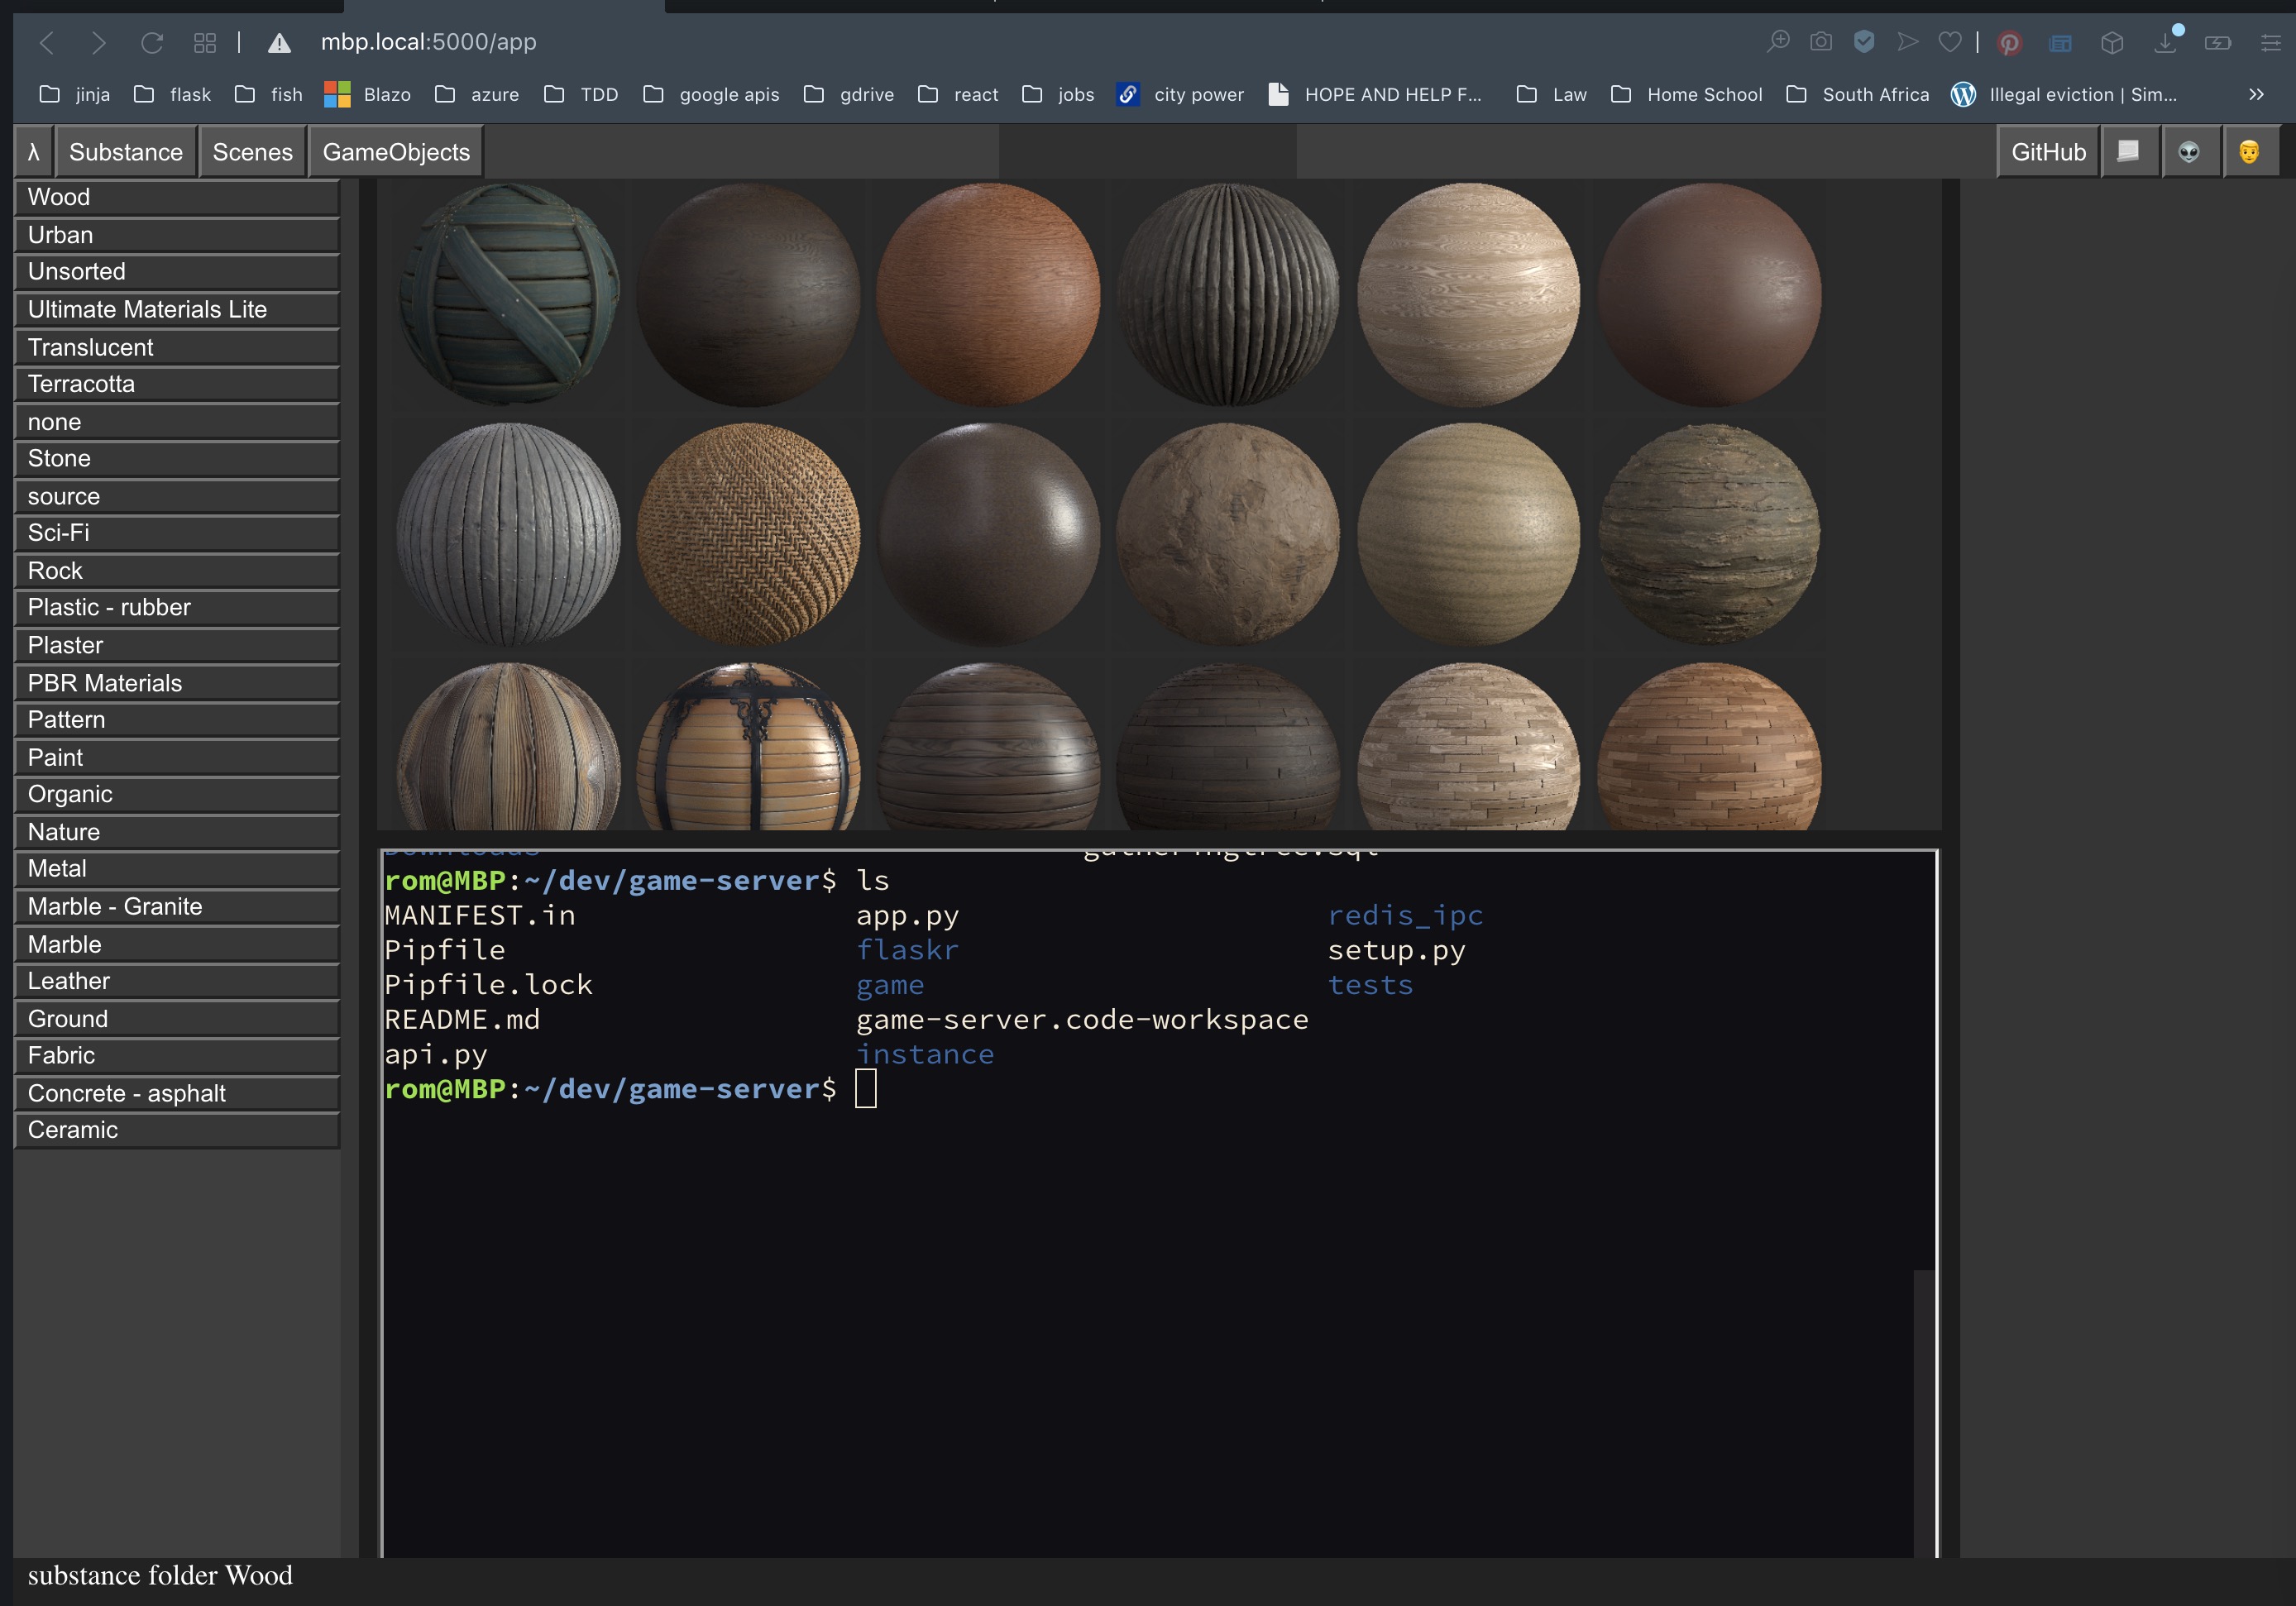 mbp.local:5000/app
jinja flask fish Blazo azure TDD google apis gdrive react jobs city power HOPE AND HELP F... Law Home School South Africa Illegal eviction | Sim...
λ Substance Scenes GameObjects GitHub
Wood
Urban
Unsorted
Ultimate Materials Lite
Translucent
Terracotta
none
Stone
source
Sci-Fi
Rock
Plastic - rubber
Plaster
PBR Materials
Pattern
Paint
Organic
Nature
Metal
Marble - Granite
Marble
Leather
Ground
Fabric
Concrete - asphalt
Ceramic
Downloads gatheringtree.sql
rom@MBP:~/dev/game-server$ ls
MANIFEST.in app.py redis_ipc
Pipfile flaskr setup.py
Pipfile.lock game tests
README.md game-server.code-workspace
api.py instance
rom@MBP:~/dev/game-server$
substance folder Wood